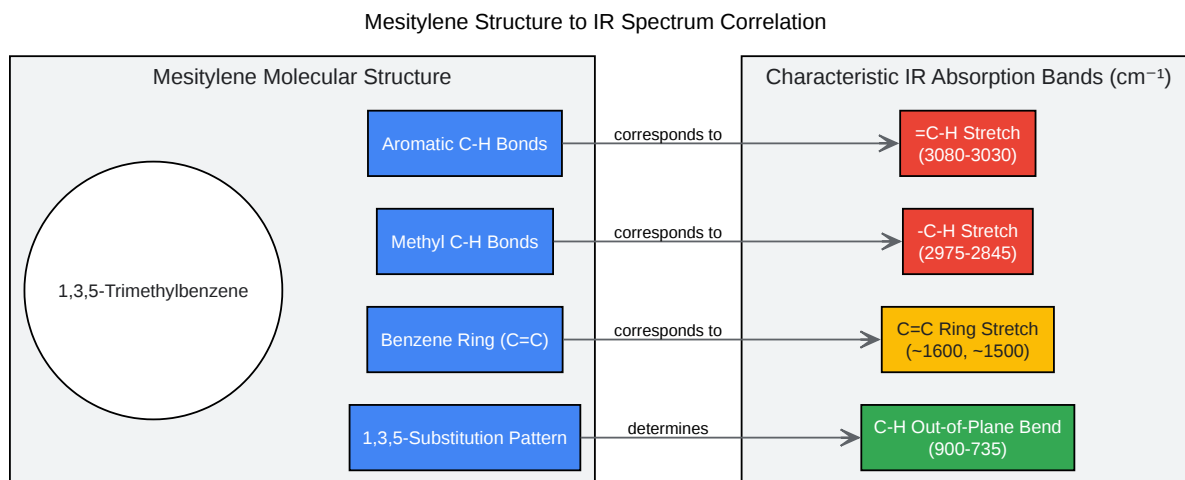 Mesitylene Structure to IR Spectrum Correlation
Mesitylene Molecular Structure
1,3,5-Trimethylbenzene
Aromatic C-H Bonds
Methyl C-H Bonds
Benzene Ring (C=C)
1,3,5-Substitution Pattern
corresponds to
corresponds to
corresponds to
determines
Characteristic IR Absorption Bands (cm⁻¹)
=C-H Stretch
(3080-3030)
-C-H Stretch
(2975-2845)
C=C Ring Stretch
(~1600, ~1500)
C-H Out-of-Plane Bend
(900-735)